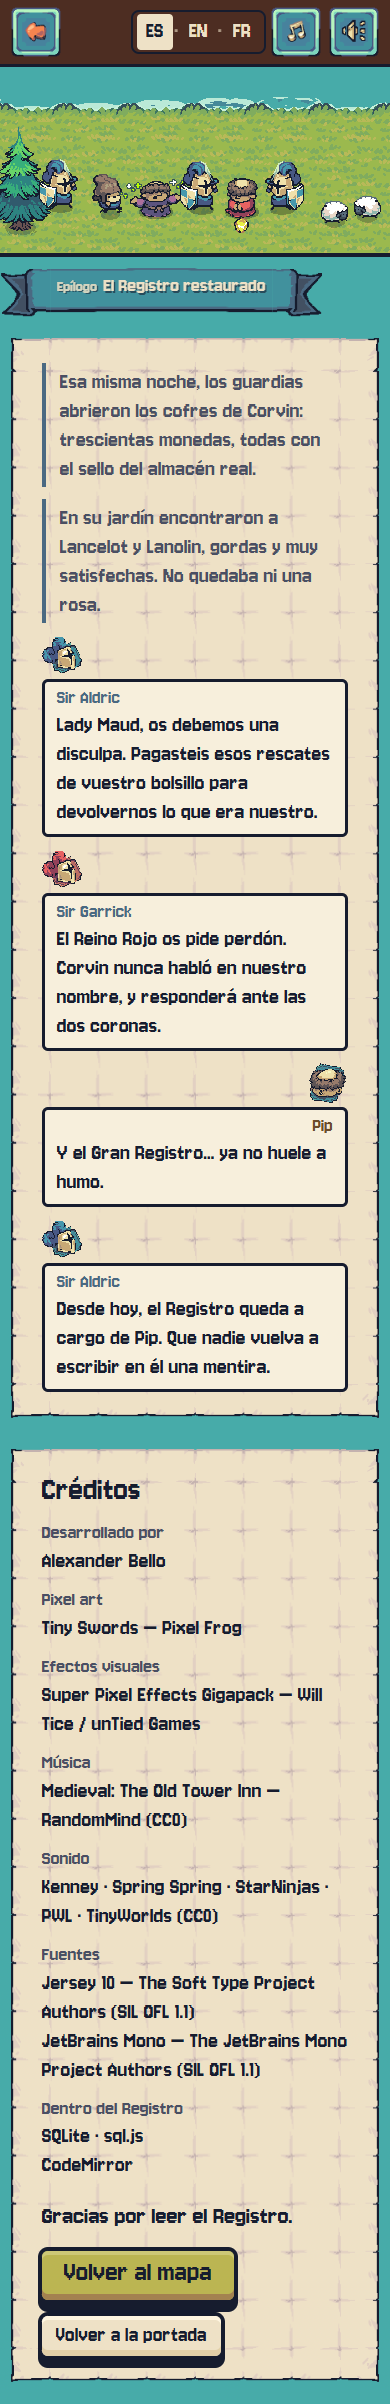 ES · EN · FR
Epílogo El Registro restaurado
Esa misma noche, los guardias
abrieron los cofres de Corvin:
trescientas monedas, todas con
el sello del almacén real.
En su jardín encontraron a
Lancelot y Lanolin, gordas y muy
satisfechas. No quedaba ni una
rosa.
Sir Aldric
Lady Maud, os debemos una
disculpa. Pagasteis esos rescates
de vuestro bolsillo para
devolvernos lo que era nuestro.
Sir Garrick
El Reino Rojo os pide perdón.
Corvin nunca habló en nuestro
nombre, y responderá ante las
dos coronas.
Pip
Y el Gran Registro... ya no huele a
humo.
Sir Aldric
Desde hoy, el Registro queda a
cargo de Pip. Que nadie vuelva a
escribir en él una mentira.
Créditos
Desarrollado por
Alexander Bello
Pixel art
Tiny Swords — Pixel Frog
Efectos visuales
Super Pixel Effects Gigapack — Will
Tice / unTied Games
Música
Medieval: The Old Tower Inn —
RandomMind (CC0)
Sonido
Kenney · Spring Spring · StarNinjas ·
PWL · TinyWorlds (CC0)
Fuentes
Jersey 10 — The Soft Type Project
Authors (SIL OFL 1.1)
JetBrains Mono — The JetBrains Mono
Project Authors (SIL OFL 1.1)
Dentro del Registro
SQLite · sql.js
CodeMirror
Gracias por leer el Registro.
Volver al mapa
Volver a la portada